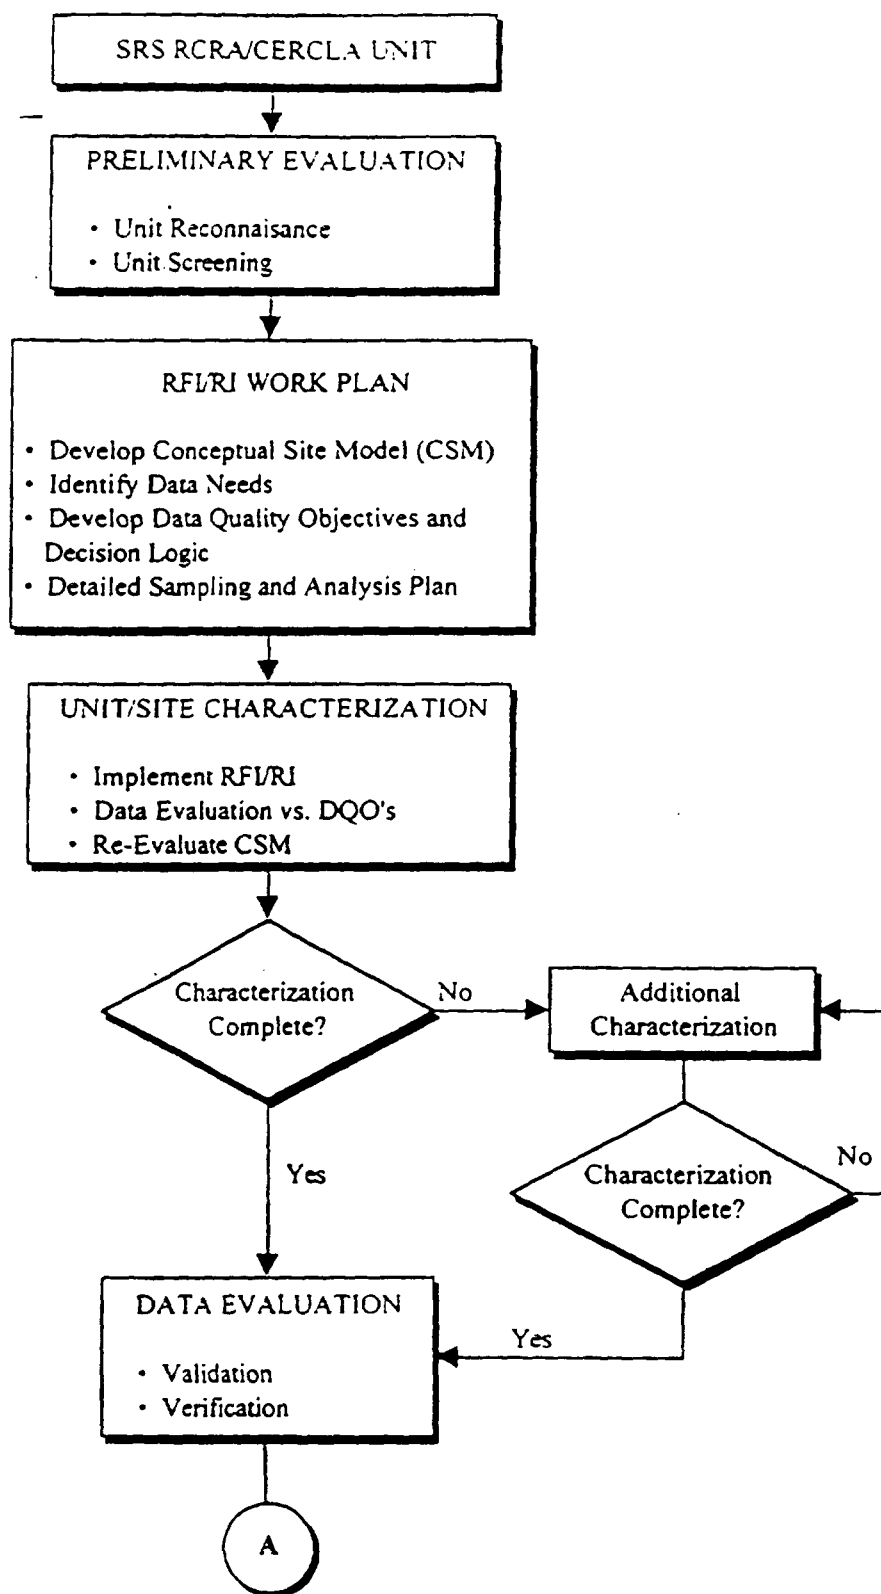 SRS RCRA/CERCLA UNIT
PRELIMINARY EVALUATION
• Unit Reconnaisance
• Unit Screening
RFI/RI WORK PLAN
• Develop Conceptual Site Model (CSM)
• Identify Data Needs
• Develop Data Quality Objectives and
Decision Logic
• Detailed Sampling and Analysis Plan
UNIT/SITE CHARACTERIZATION
• Implement RFI/RI
• Data Evaluation vs. DQO's
• Re-Evaluate CSM
Characterization
Complete?
No
Additional
Characterization
Yes
Characterization
Complete?
No
DATA EVALUATION
• Validation
• Verification
Yes
A